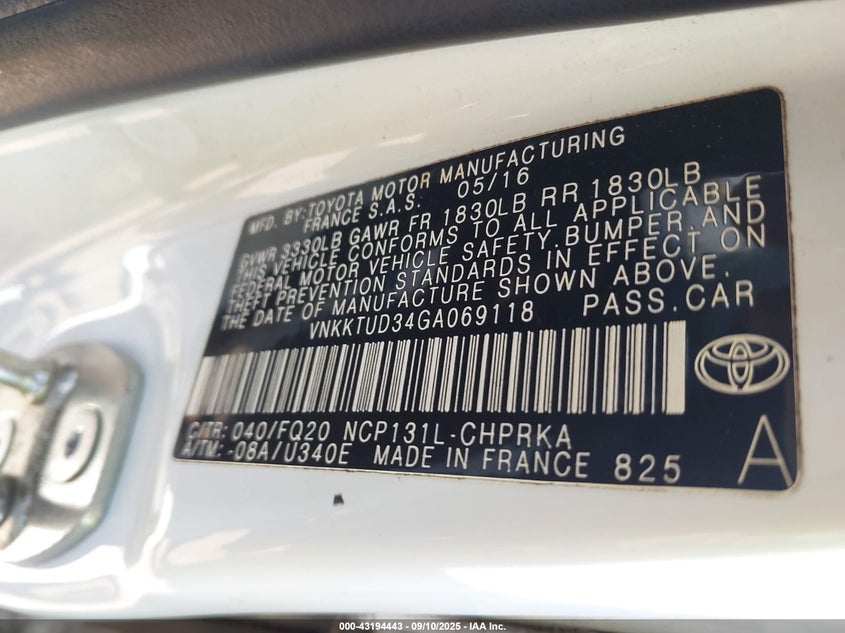 MFD. BY:TOYOTA MOTOR MANUFACTURING
FRANCE S.A.S. 05/16
GVWR 3330LB GAWR FR 1830LB RR 1830LB
THIS VEHICLE CONFORMS TO ALL APPLICABLE
FEDERAL MOTOR VEHICLE SAFETY,BUMPER,AND
THEFT PREVENTION STANDARDS IN EFFECT ON
THE DATE OF MANUFACTURE SHOWN ABOVE.
VNKKTUD34GA069118 PASS.CAR
C/TR: 040/FQ20 NCP131L-CHPRKA
A/TM: -08A/U340E MADE IN FRANCE 825
A
000-43194443 - 09/10/2025 - IAA Inc.